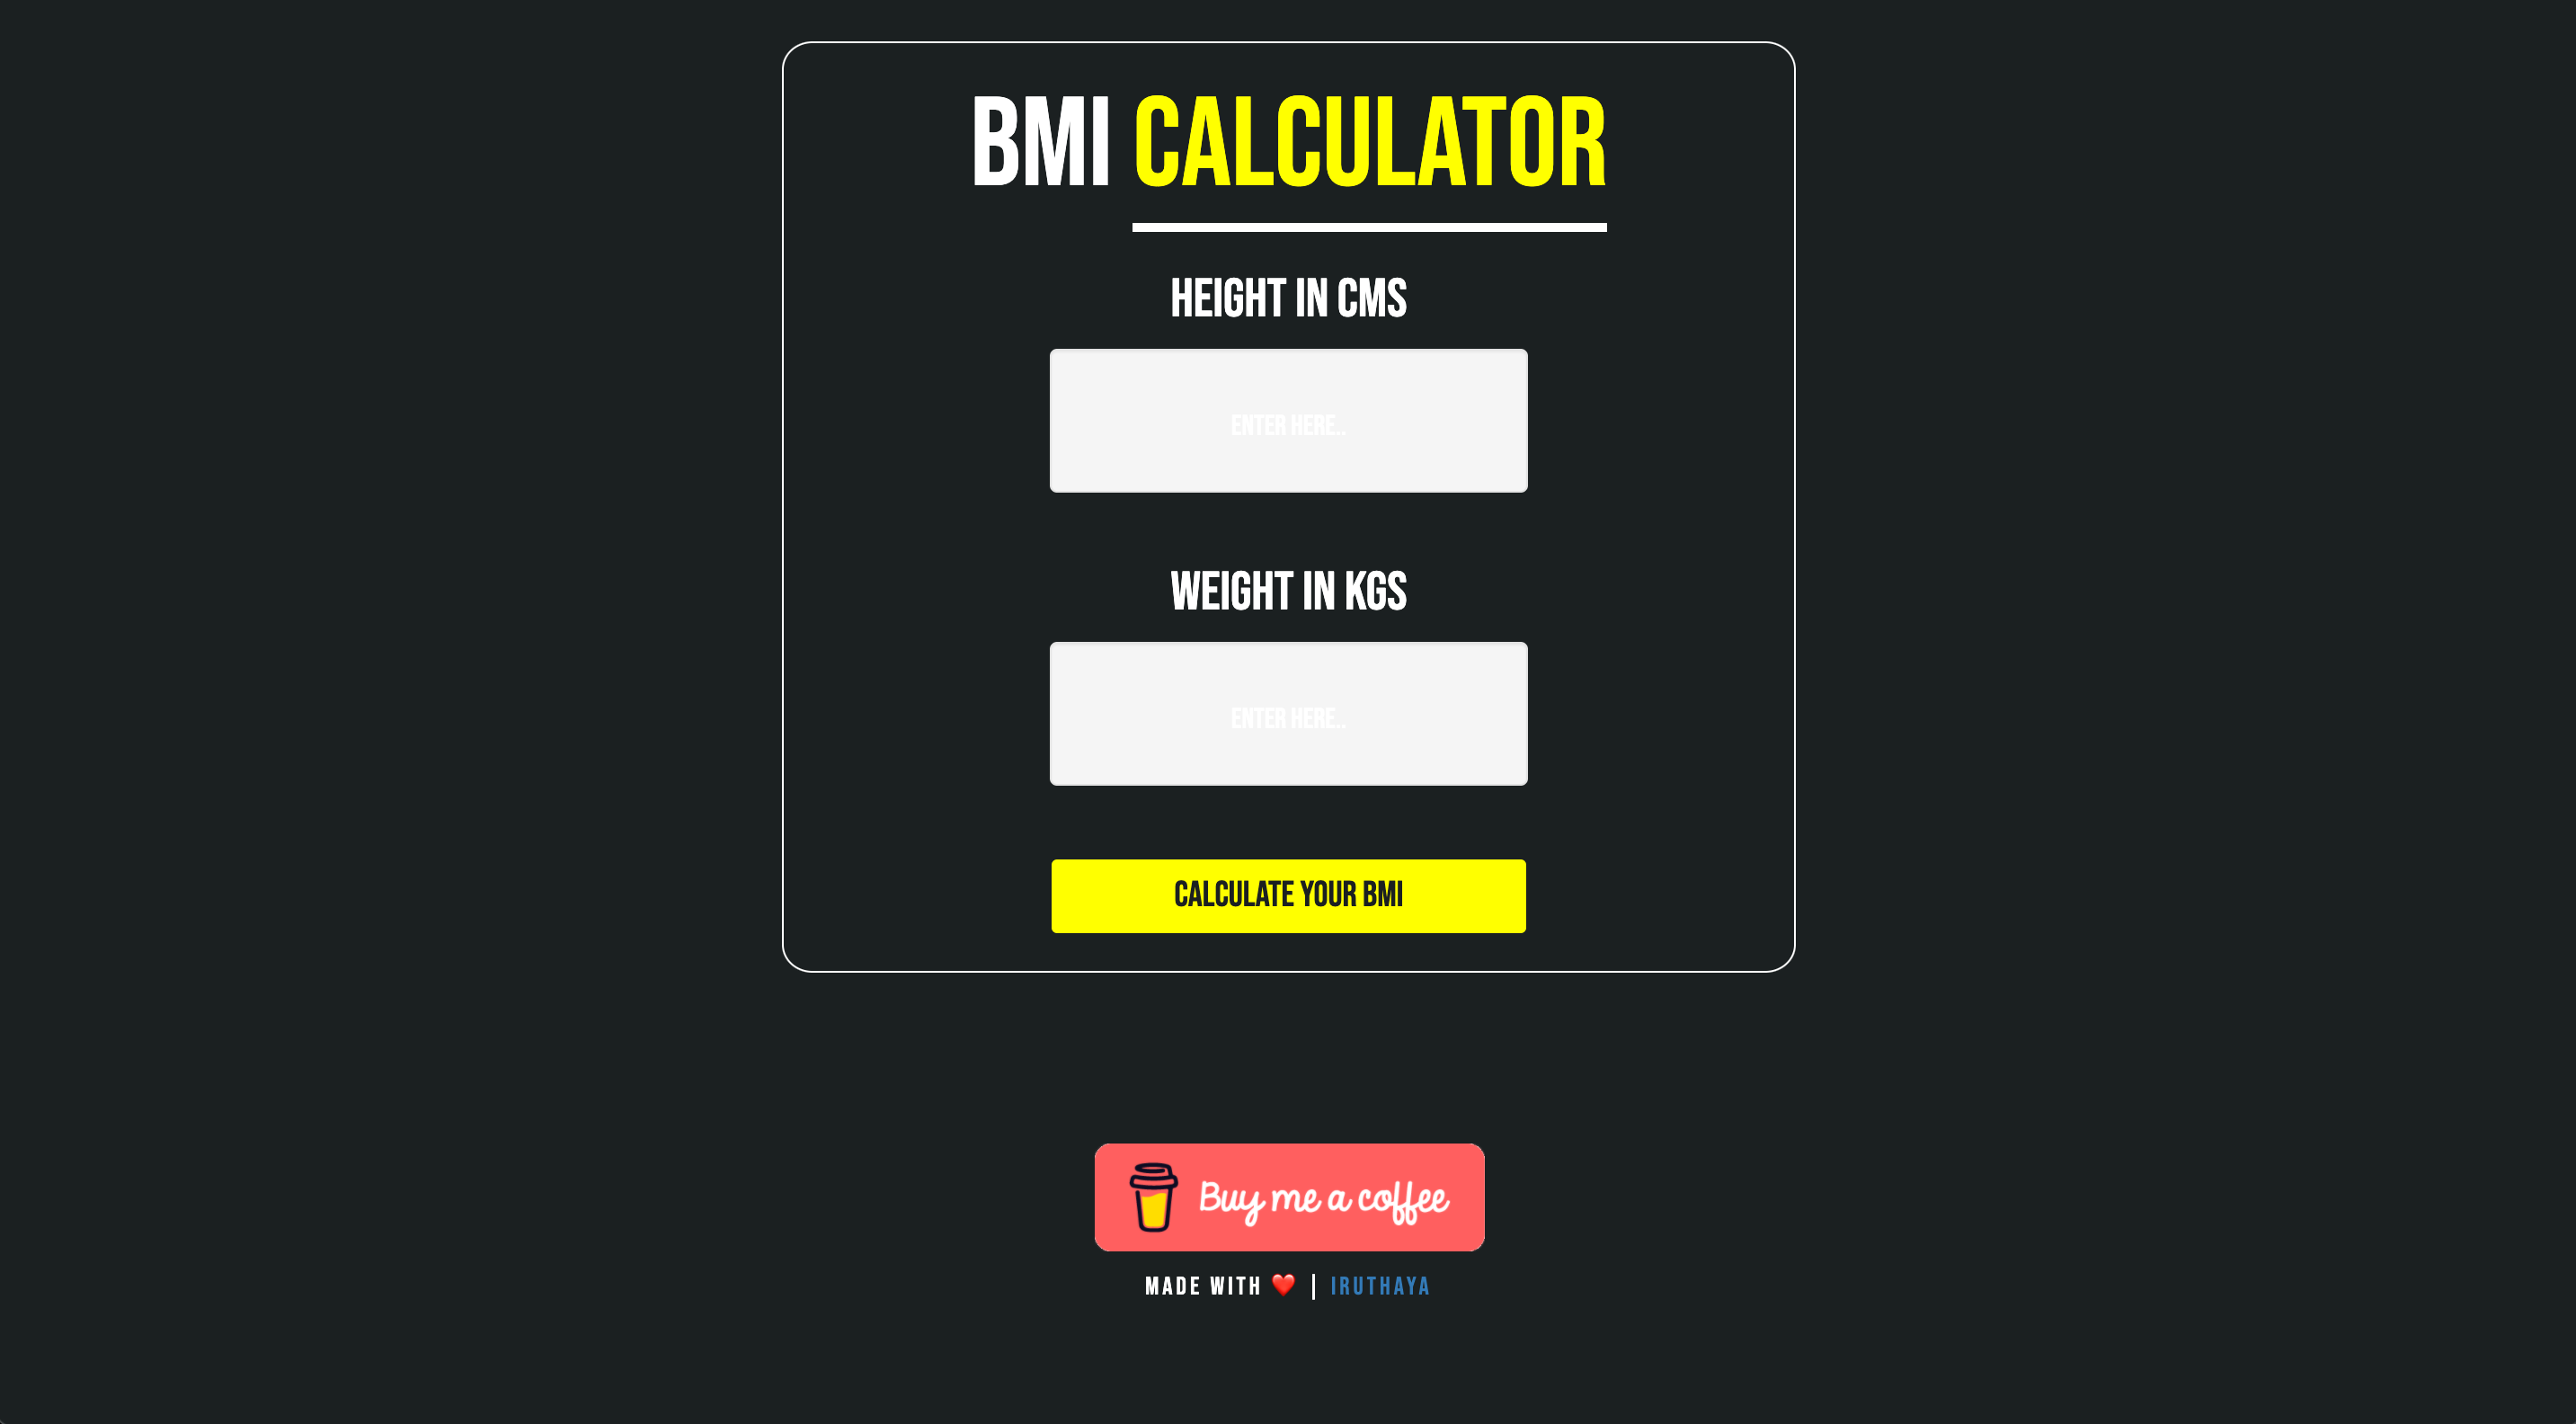 BMI CALCULATOR
HEIGHT IN CMS
ENTER HERE..
WEIGHT IN KGS
ENTER HERE..
CALCULATE YOUR BMI
Buy me a coffee
MADE WITH ❤️ | IRUTHAYA